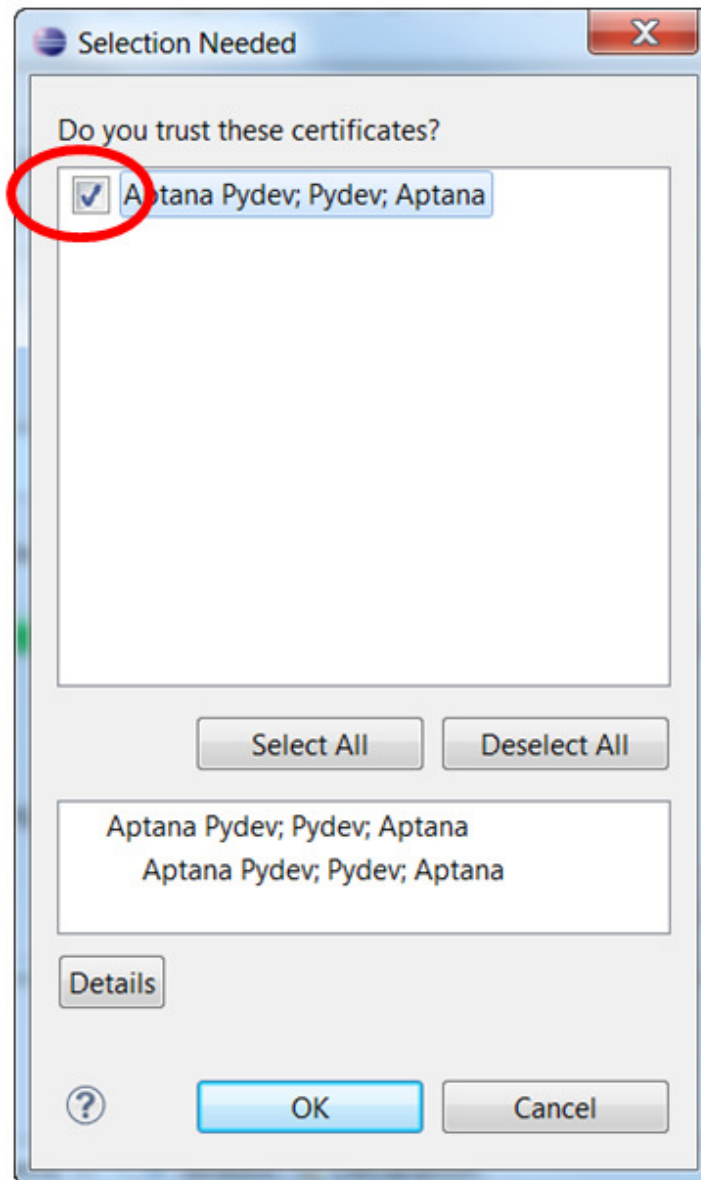 Selection Needed
Do you trust these certificates?
Aptana Pydev; Pydev; Aptana
Select All
Deselect All
Aptana Pydev; Pydev; Aptana
Aptana Pydev; Pydev; Aptana
Details
?
OK
Cancel